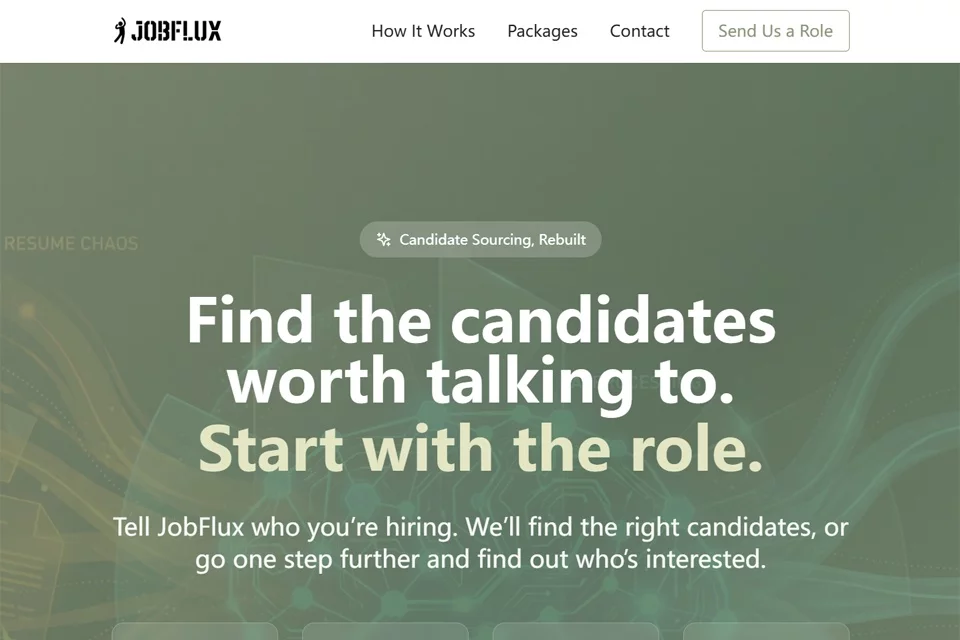 JOBFLUX
How It Works
Packages
Contact
Send Us a Role
RESUME CHAOS
Candidate Sourcing, Rebuilt
Find the candidates
worth talking to.
Start with the role.
Tell JobFlux who you’re hiring. We’ll find the right candidates, or
go one step further and find out who’s interested.